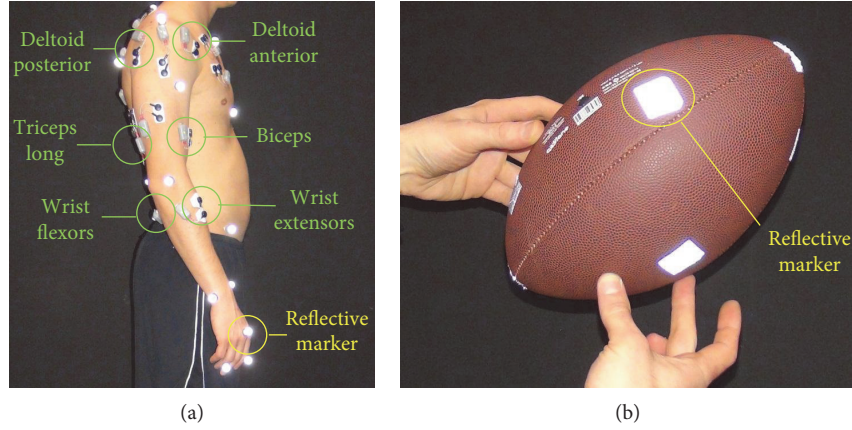 Deltoid
posterior
Deltoid
anterior
Triceps
long
Biceps
Wrist
flexors
Wrist
extensors
Reflective
marker
Reflective
marker
(a)
(b)